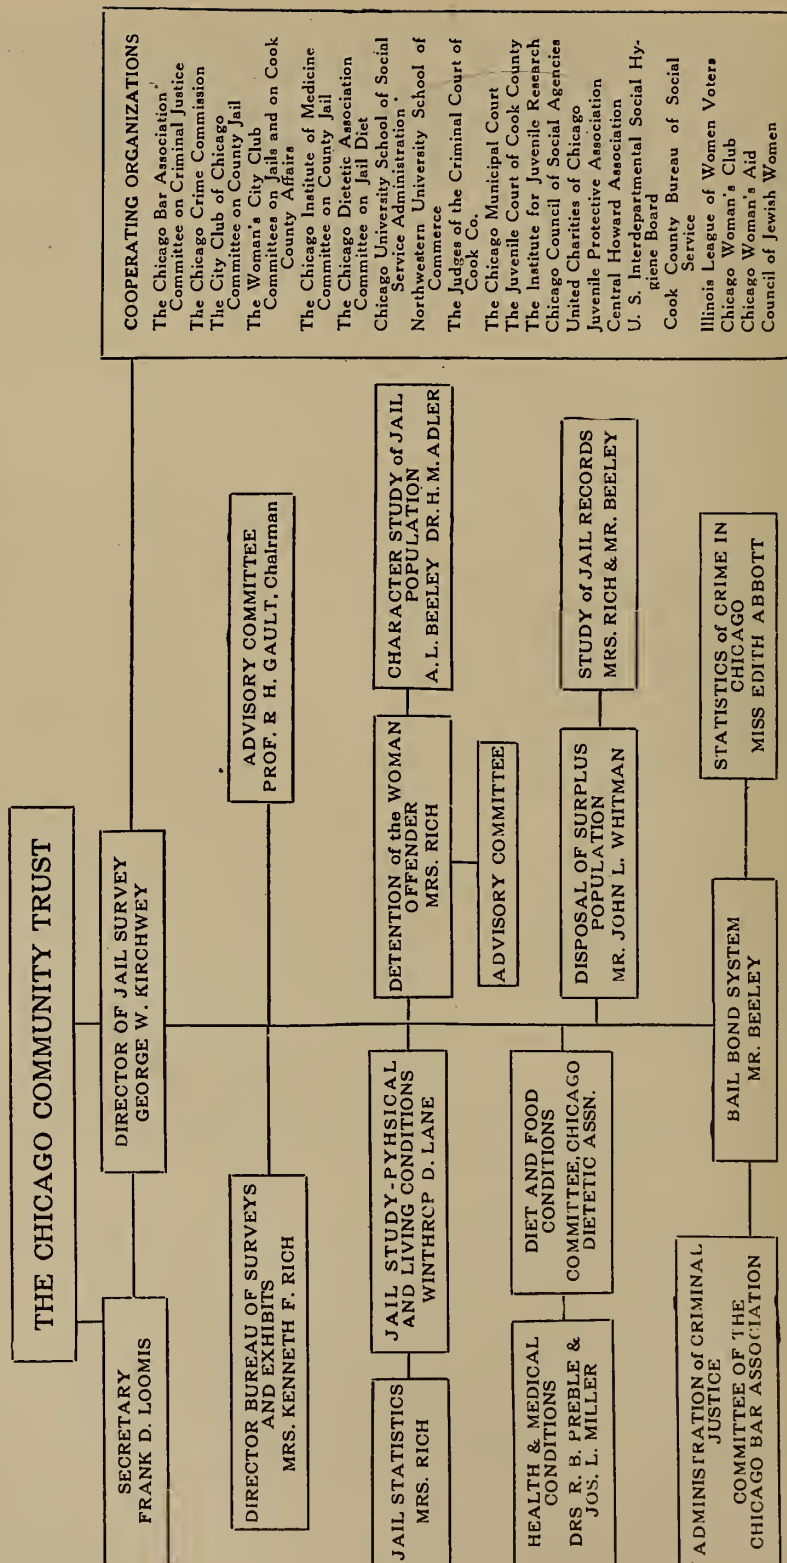 THE CHICAGO COMMUNITY TRUST
SECRETARY
FRANK D. LOOMIS
DIRECTOR OF JAIL SURVEY
GEORGE W. KIRCHWEY
DIRECTOR BUREAU OF SURVEYS
AND EXHIBITS
MRS. KENNETH F. RICH
ADVISORY COMMITTEE
PROF. R H. GAULT, Chairman
JAIL STATISTICS
MRS. RICH
JAIL STUDY-PYHSICAL
AND LIVING CONDITIONS
WINTHROP D. LANE
DETENTION of the WOMAN
OFFENDER
MRS. RICH
CHARACTER STUDY of JAIL
POPULATION
A. L. BEELEY DR. H. M. ADLER
ADVISORY COMMITTEE
HEALTH & MEDICAL
CONDITIONS
DRS R. B. PREBLE &
JOS. L. MILLER
DIET AND FOOD
CONDITIONS
COMMITTEE, CHICAGO
DIETETIC ASSN.
DISPOSAL OF SURPLUS
POPULATION
MR. JOHN L. WHITMAN
STUDY of JAIL RECORDS
MRS. RICH & MR. BEELEY
ADMINISTRATION of CRIMINAL
JUSTICE
COMMITTEE OF THE
CHICAGO BAR ASSOCIATION
BAIL BOND SYSTEM
MR. BEELEY
STATISTICS of CRIME IN
CHICAGO
MISS EDITH ABBOTT
COOPERATING ORGANIZATIONS
The Chicago Bar Association
Committee on Criminal Justice
The Chicago Crime Commission
The City Club of Chicago
Committee on County Jail
The Woman's City Club
Committees on Jails and on Cook
County Affairs
The Chicago Institute of Medicine
Committee on County Jail
The Chicago Dietetic Association
Committee on Jail Diet
Chicago University School of Social
Service Administration
Northwestern University School of
Commerce
The Judges of the Criminal Court of
Cook Co.
The Chicago Municipal Court
The Juvenile Court of Cook County
The Institute for Juvenile Research
Chicago Council of Social Agencies
United Charities of Chicago
Juvenile Protective Association
Central Howard Association
U. S. Interdepartmental Social Hy-
giene Board
Cook County Bureau of Social
Service
Illinois League of Women Voters
Chicago Woman's Club
Chicago Woman's Aid
Council of Jewish Women